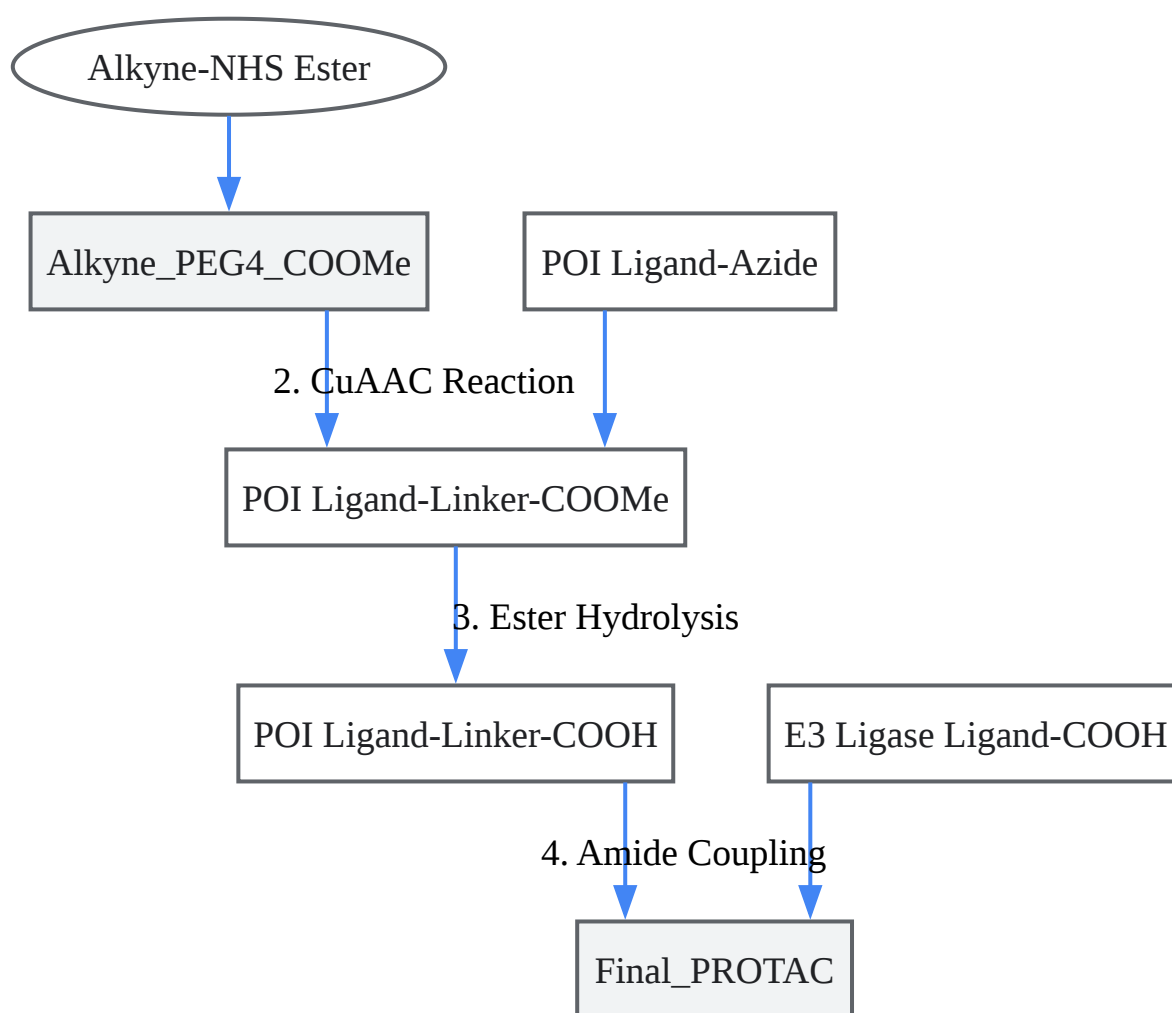 Alkyne-NHS Ester
Alkyne_PEG4_COOMe
POI Ligand-Azide
2. CuAAC Reaction
POI Ligand-Linker-COOMe
3. Ester Hydrolysis
POI Ligand-Linker-COOH
E3 Ligase Ligand-COOH
4. Amide Coupling
Final_PROTAC